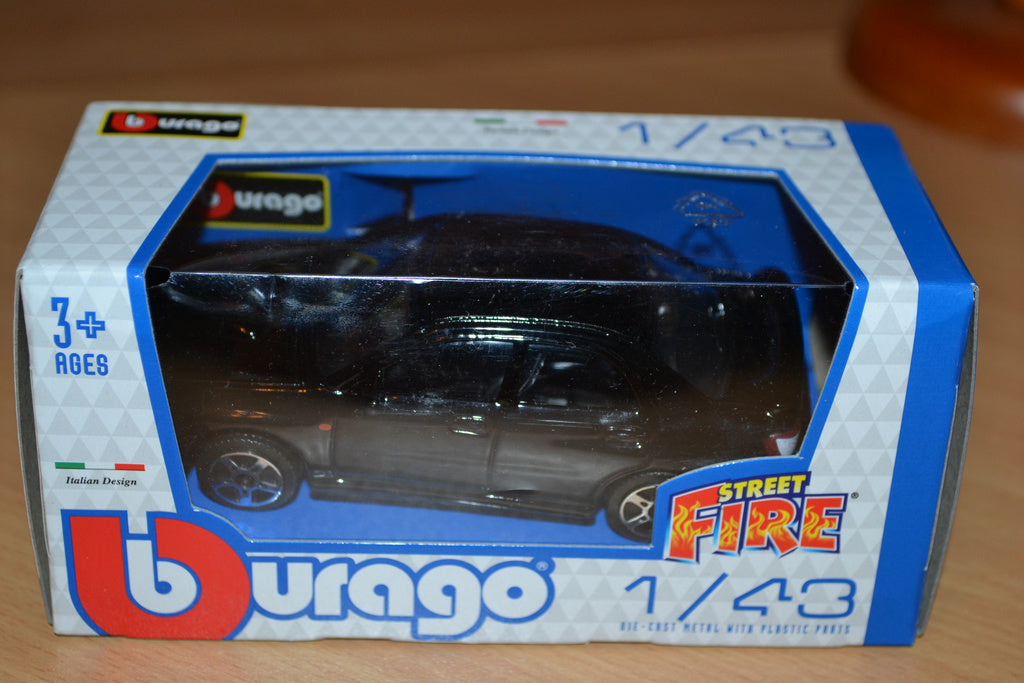 burago
1/43
burago
3+
AGES
Italian Design
STREET
FIRE®
burago®
1/43
DIE-CAST METAL WITH PLASTIC PARTS